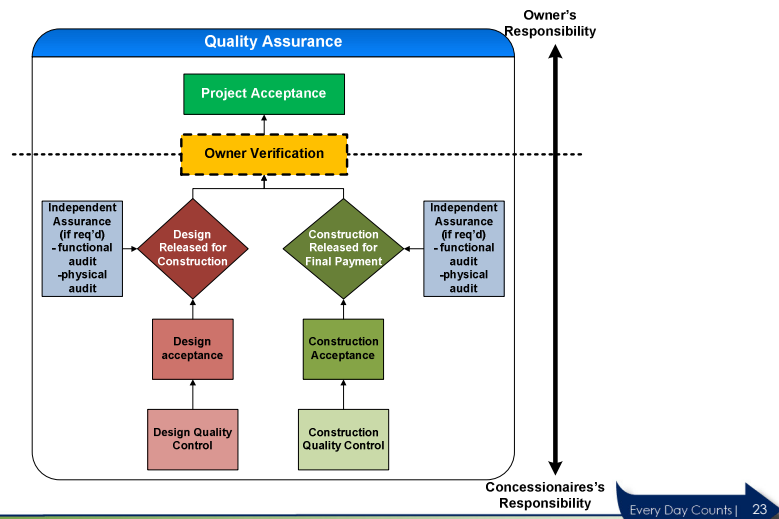 Owner's
Responsibility
Quality Assurance
Project Acceptance
Owner Verification
Independent
Assurance
(if req'd)
- functional
audit
-physical
audit
Design
Released for
Construction
Construction
Released for
Final Payment
Independent
Assurance
(if req'd)
- functional
audit
-physical
audit
Design
acceptance
Construction
Acceptance
Design Quality
Control
Construction
Quality Control
Concessionaires's
Responsibility
Every Day Counts| 23